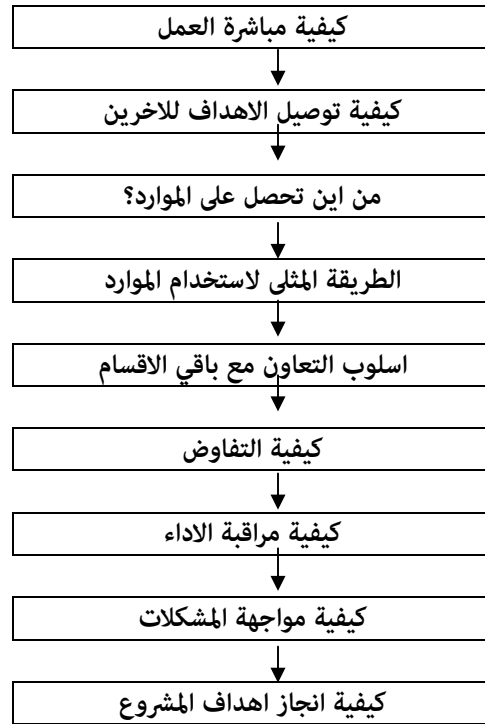 كيفية مباشرة العمل
كيفية توصيل الاهداف للاخرين
من اين تحصل على الموارد؟
الطريقة المثلى لاستخدام الموارد
اسلوب التعاون مع باقي الاقسام
كيفية التفاوض
كيفية مراقبة الاداء
كيفية مواجهة المشكلات
كيفية انجاز اهداف المشروع